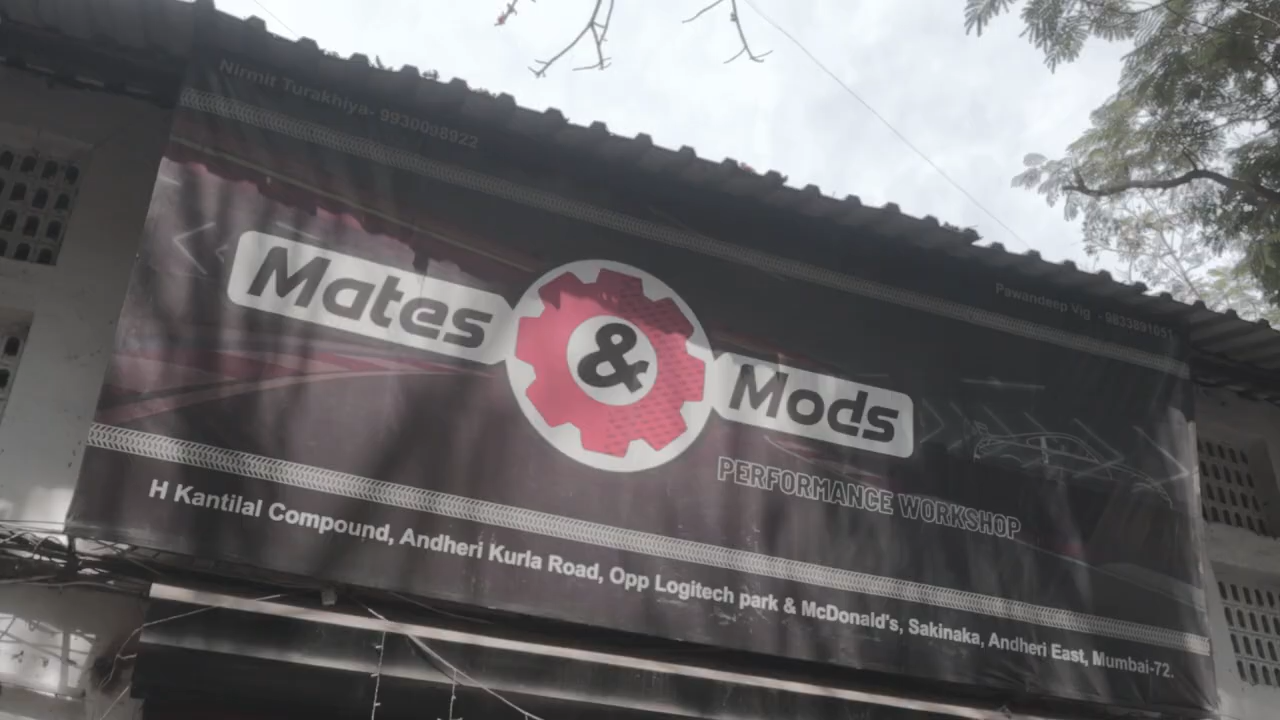 Nirmit Turakhiya- 9930098922
Pawandeep Vig - 9833891051
Mates & Mods
PERFORMANCE WORKSHOP
H Kantilal Compound, Andheri Kurla Road, Opp Logitech park & McDonald's, Sakinaka, Andheri East, Mumbai-72.